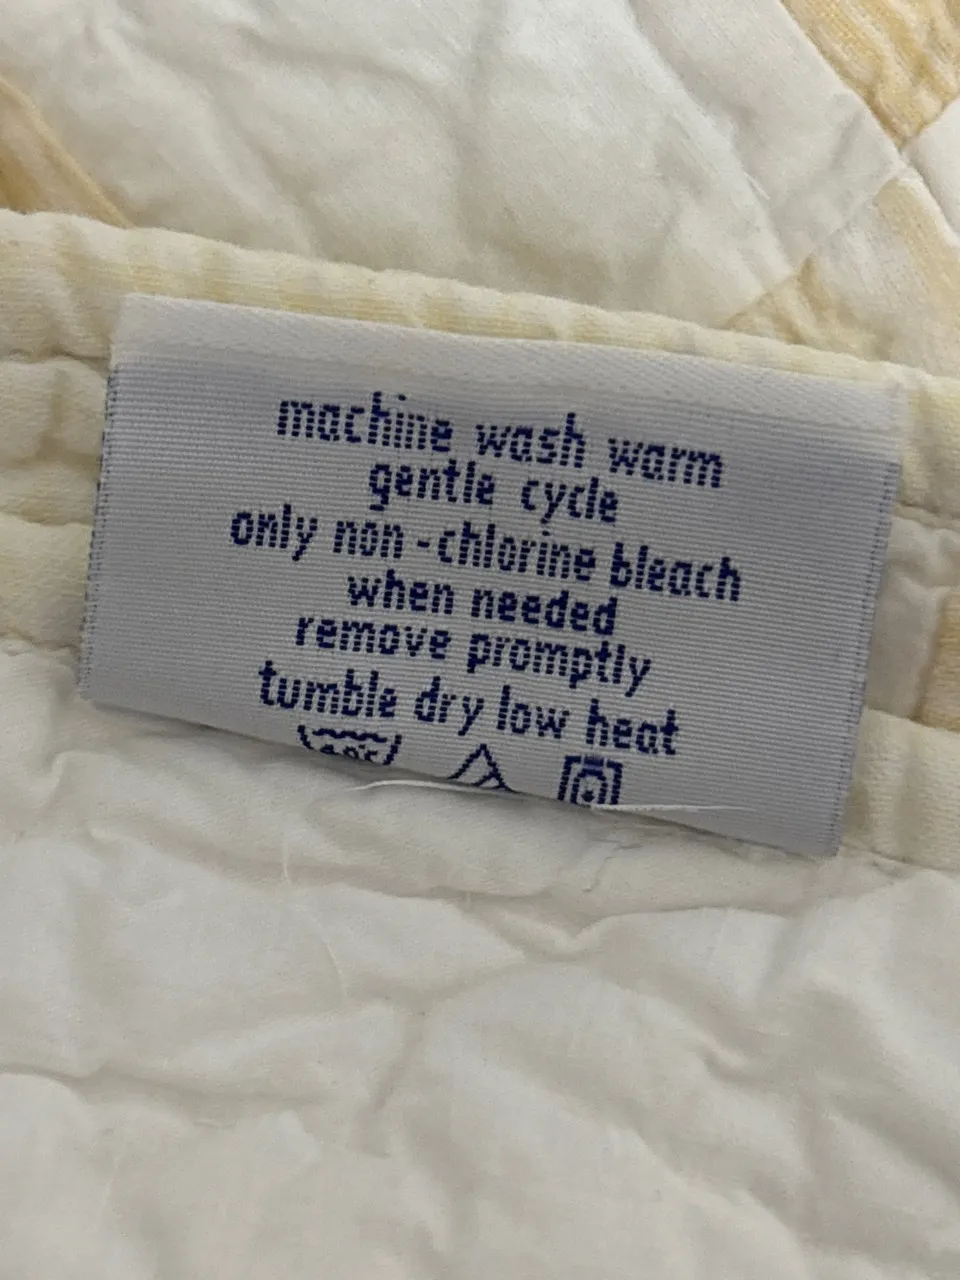 machine wash warm
gentle cycle
only non-chlorine bleach
when needed
remove promptly
tumble dry low heat